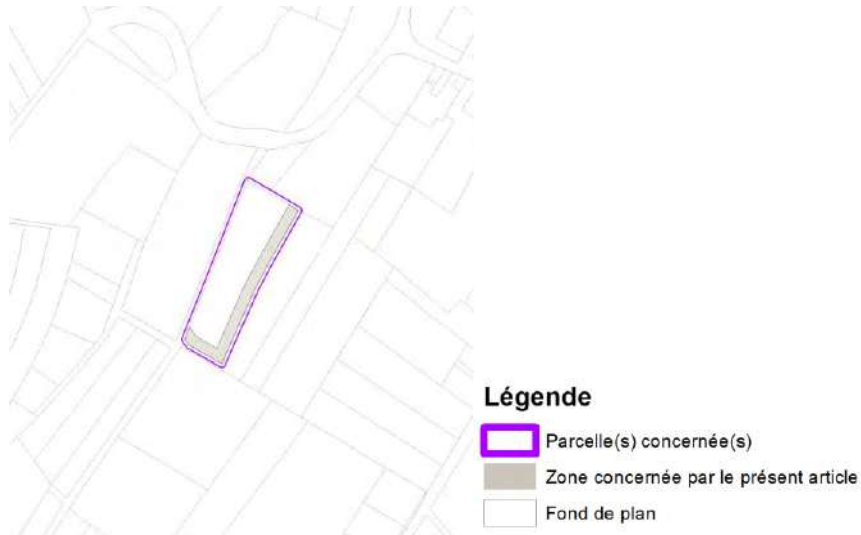 Légende
Parcelle(s) concernée(s)
Zone concernée par le présent article
Fond de plan